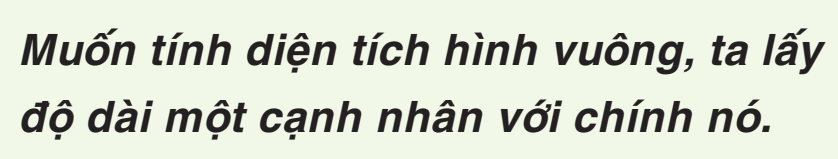 Muốn tính diện tích hình vuông, ta lấy
độ dài một cạnh nhân với chính nó.